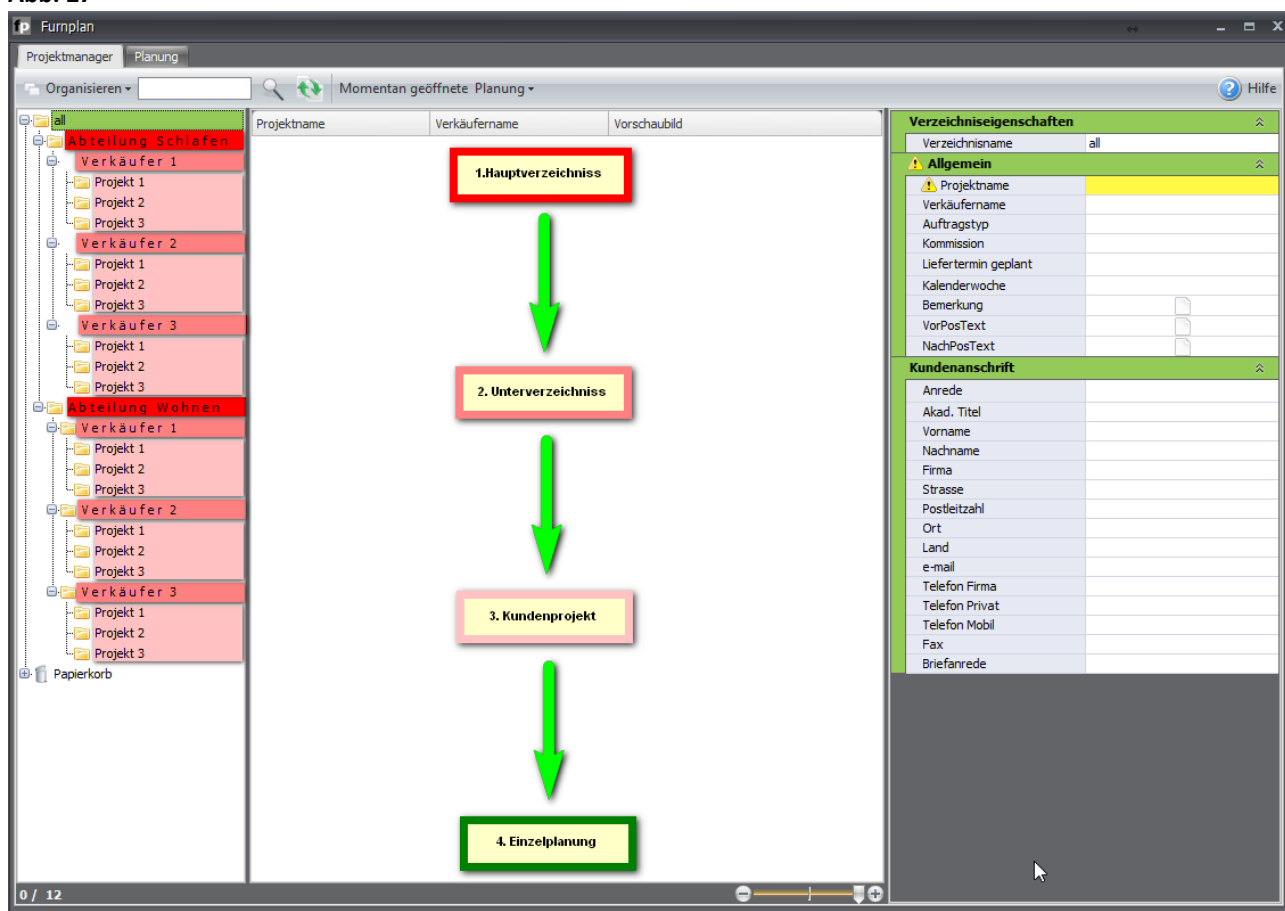 Furnplan
Projektmanager Planung
Organisieren Momentan geöffnete Planung Hilfe
all
Abteilung Schlafen
Verkäufer 1
Projekt 1
Projekt 2
Projekt 3
Verkäufer 2
Projekt 1
Projekt 2
Projekt 3
Verkäufer 3
Projekt 1
Projekt 2
Projekt 3
Abteilung Wohnen
Verkäufer 1
Projekt 1
Projekt 2
Projekt 3
Verkäufer 2
Projekt 1
Projekt 2
Projekt 3
Verkäufer 3
Projekt 1
Projekt 2
Projekt 3
Papierkorb
0 / 12
Projektname Verkäufername Vorschaubild
1.Hauptverzeichniss
2. Unterverzeichniss
3. Kundenprojekt
4. Einzelplanung
Verzeichniseigenschaften
Verzeichnisname all
Allgemein
Projektname
Verkäufername
Auftragstyp
Kommission
Liefertermin geplant
Kalenderwoche
Bemerkung
VorPosText
NachPosText
Kundenanschrift
Anrede
Akad. Titel
Vorname
Nachname
Firma
Strasse
Postleitzahl
Ort
Land
e-mail
Telefon Firma
Telefon Privat
Telefon Mobil
Fax
Briefanrede